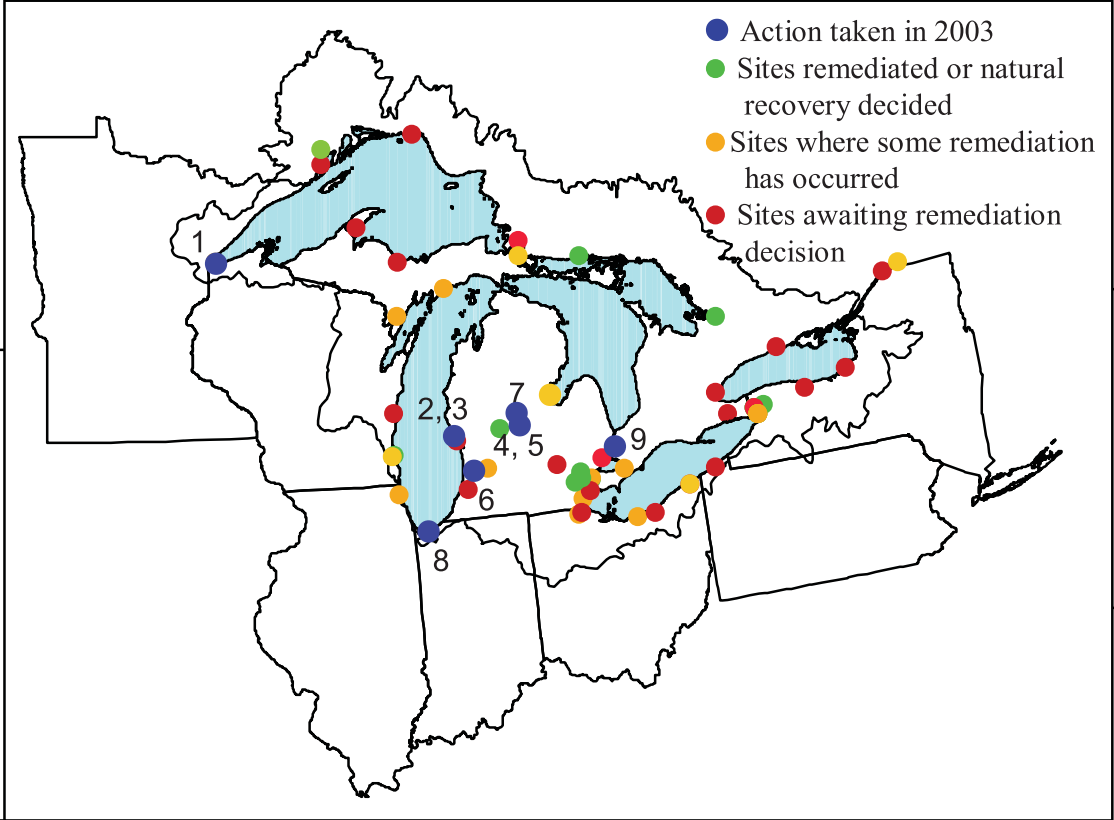 Action taken in 2003
Sites remediated or natural
recovery decided
Sites where some remediation
has occurred
Sites awaiting remediation
decision
1
2, 3
7
4, 5
9
6
8